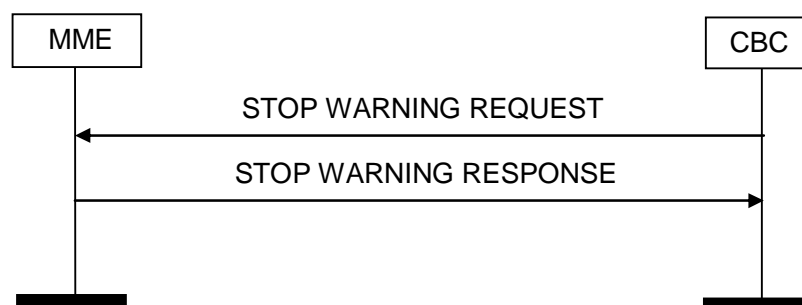 MME
CBC
STOP WARNING REQUEST
STOP WARNING RESPONSE